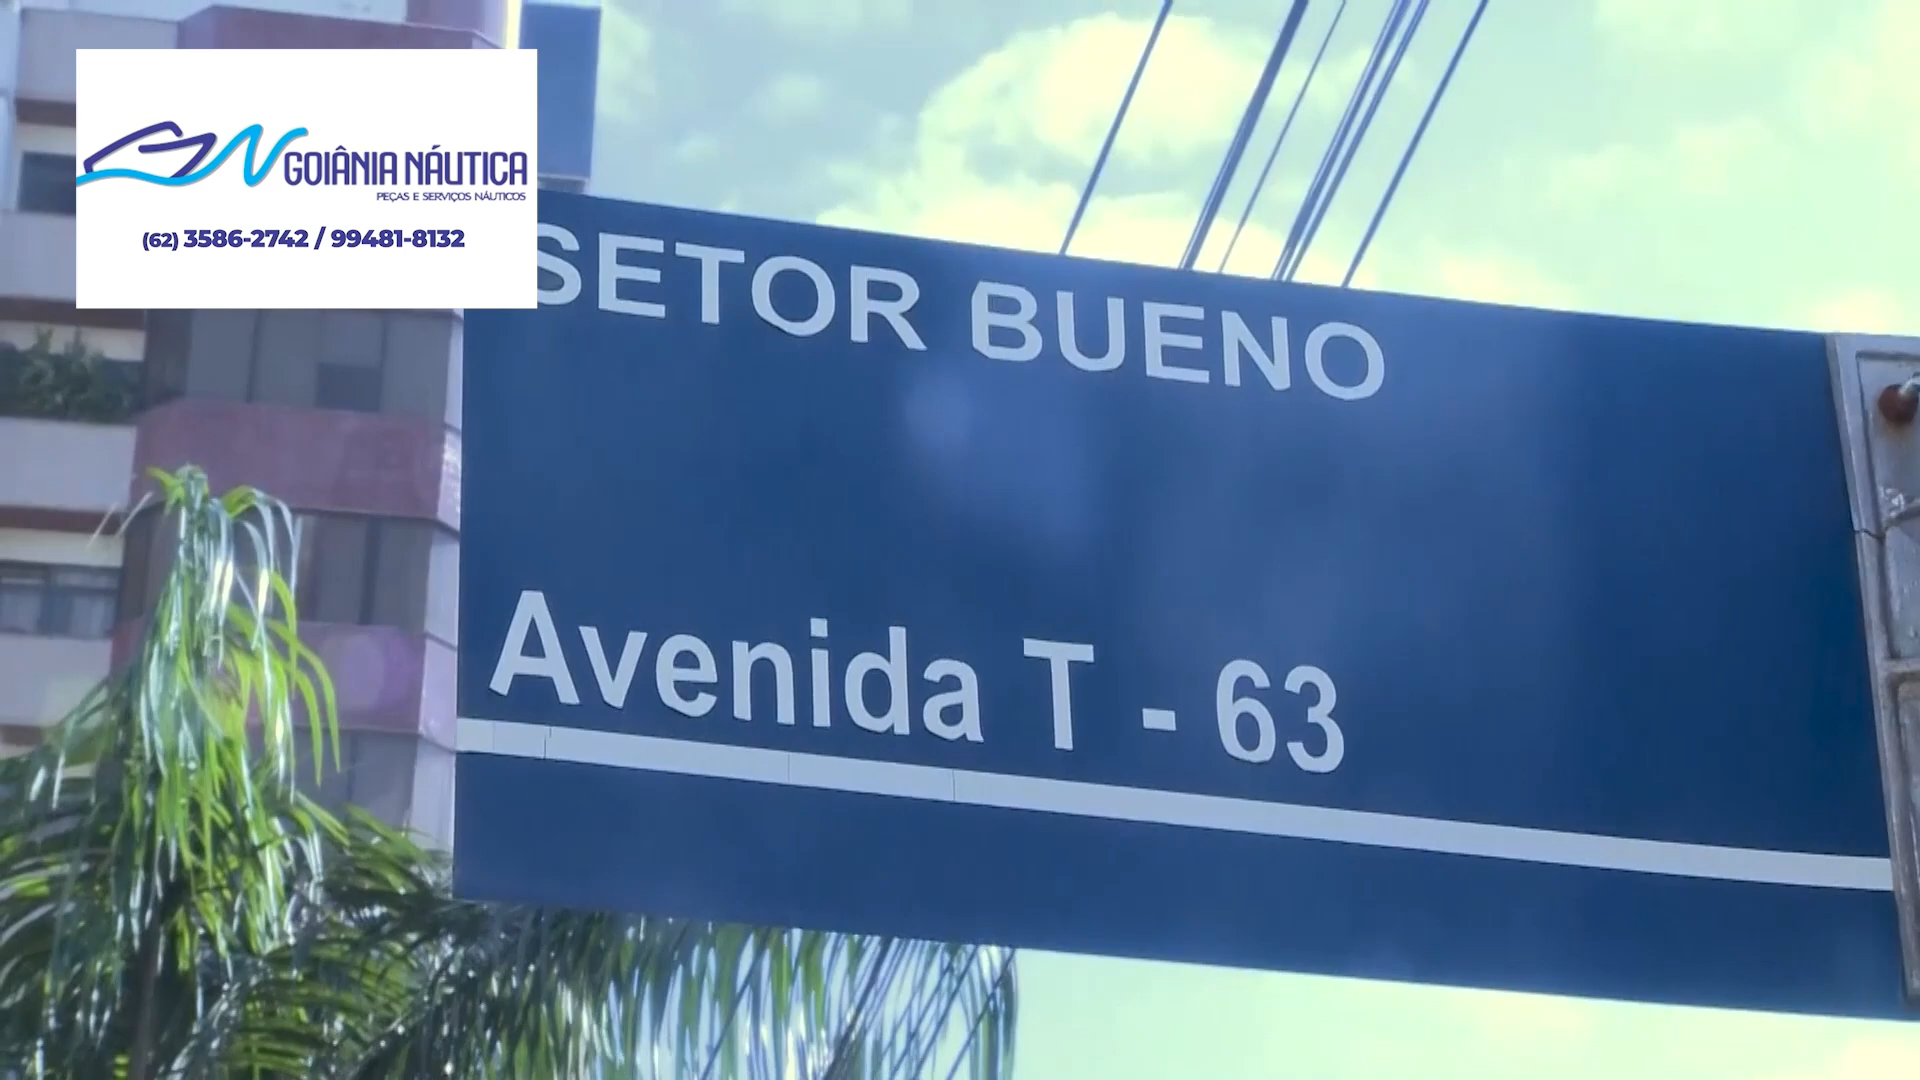 GOIÂNIA NÁUTICA
PEÇAS E SERVIÇOS NÁUTICOS
(62) 3586-2742 / 99481-8132
SETOR BUENO
Avenida T - 63